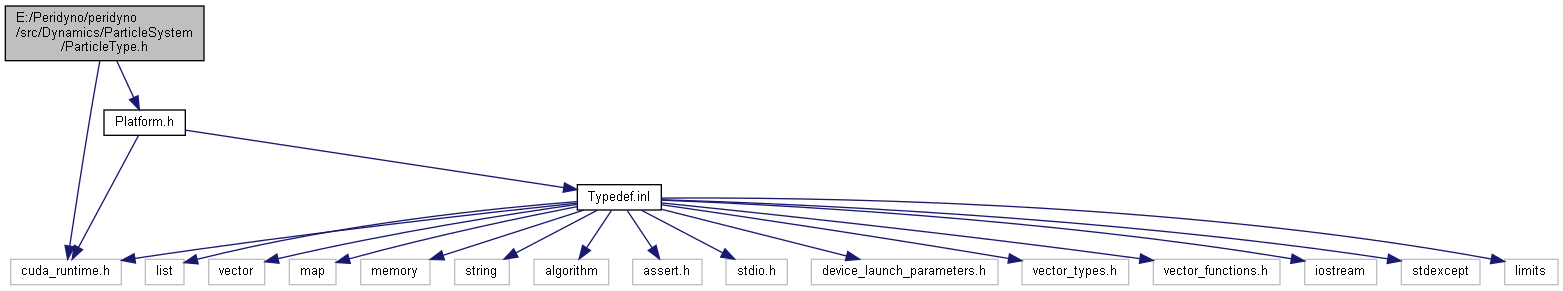 E:/Peridyno/peridyno
/src/Dynamics/ParticleSystem
/ParticleType.h
Platform.h
Typedef.inl
cuda_runtime.h
list
vector
map
memory
string
algorithm
assert.h
stdio.h
device_launch_parameters.h
vector_types.h
vector_functions.h
iostream
stdexcept
limits